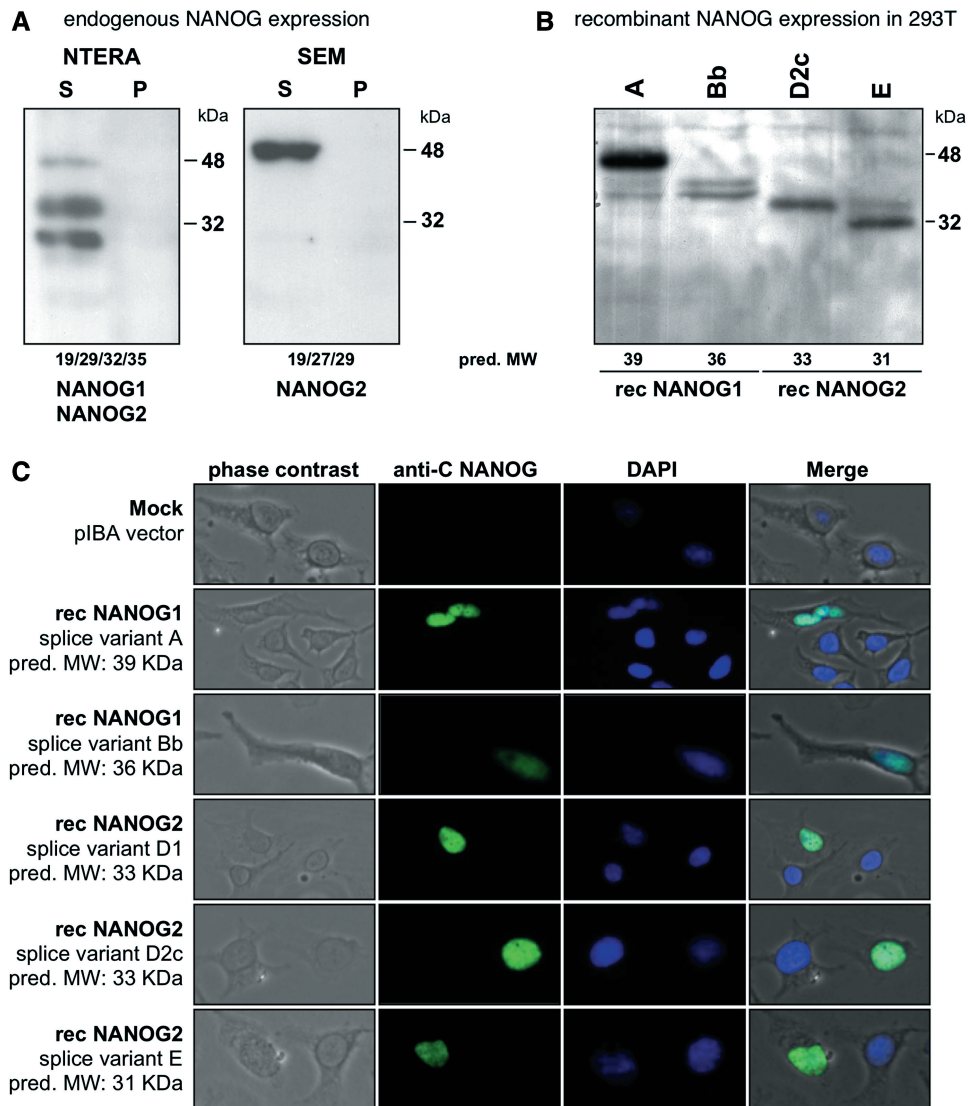 A endogenous NANOG expression
NTERA
SEM
S P
S P
kDa
kDa
48
48
32
32
19/29/32/35
19/27/29
NANOG1
NANOG2
NANOG2
pred. MW
B recombinant NANOG expression in 293T
A Bb D2c E
kDa
48
32
39 36 33 31
rec NANOG1 rec NANOG2
C
phase contrast anti-C NANOG DAPI Merge
Mock
pIBA vector
rec NANOG1
splice variant A
pred. MW: 39 KDa
rec NANOG1
splice variant Bb
pred. MW: 36 KDa
rec NANOG2
splice variant D1
pred. MW: 33 KDa
rec NANOG2
splice variant D2c
pred. MW: 33 KDa
rec NANOG2
splice variant E
pred. MW: 31 KDa